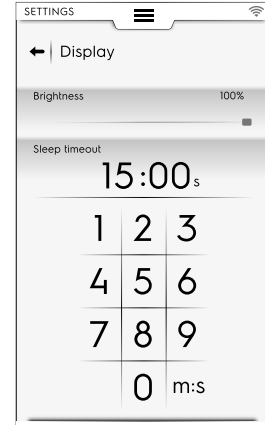 SETTINGS
Display
Brightness 100%
Sleep timeout
15:00s
1 2 3
4 5 6
7 8 9
0 m:s